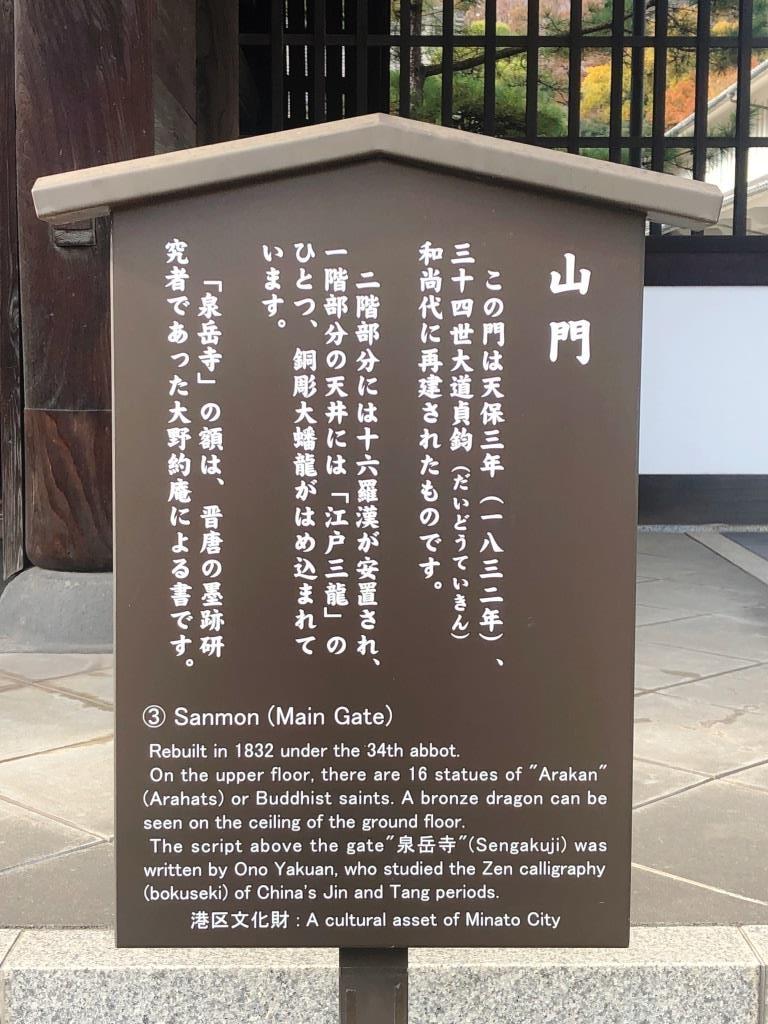 山門
この門は天保三年（一八三二年）、
三十四世大道貞鈞（だいどうていきん）
和尚代に再建されたものです。
二階部分には十六羅漢が安置され、
一階部分の天井には「江戸三龍」の
ひとつ、銅彫大蟠龍がはめ込まれて
います。
「泉岳寺」の額は、晋唐の墨跡研
究者であった大野約庵による書です。
③ Sanmon (Main Gate)
Rebuilt in 1832 under the 34th abbot.
On the upper floor, there are 16 statues of "Arakan"
(Arahats) or Buddhist saints. A bronze dragon can be
seen on the ceiling of the ground floor.
The script above the gate"泉岳寺"(Sengakuji) was
written by Ono Yakuan, who studied the Zen calligraphy
(bokuseki) of China's Jin and Tang periods.
港区文化財 : A cultural asset of Minato City